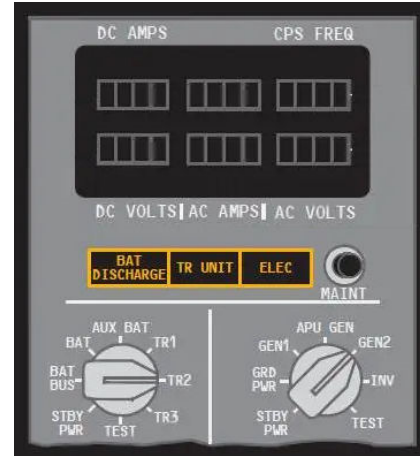 DC AMPS CPS FREQ
DC VOLTS AC AMPS AC VOLTS
BAT
DISCHARGE
TR UNIT
ELEC
MAINT
AUX BAT
BAT
TR1
BAT
BUS
TR2
STBY
PWR
TR3
TEST
APU GEN
GEN1
GEN2
GRD
PWR
INV
STBY
PWR
TEST